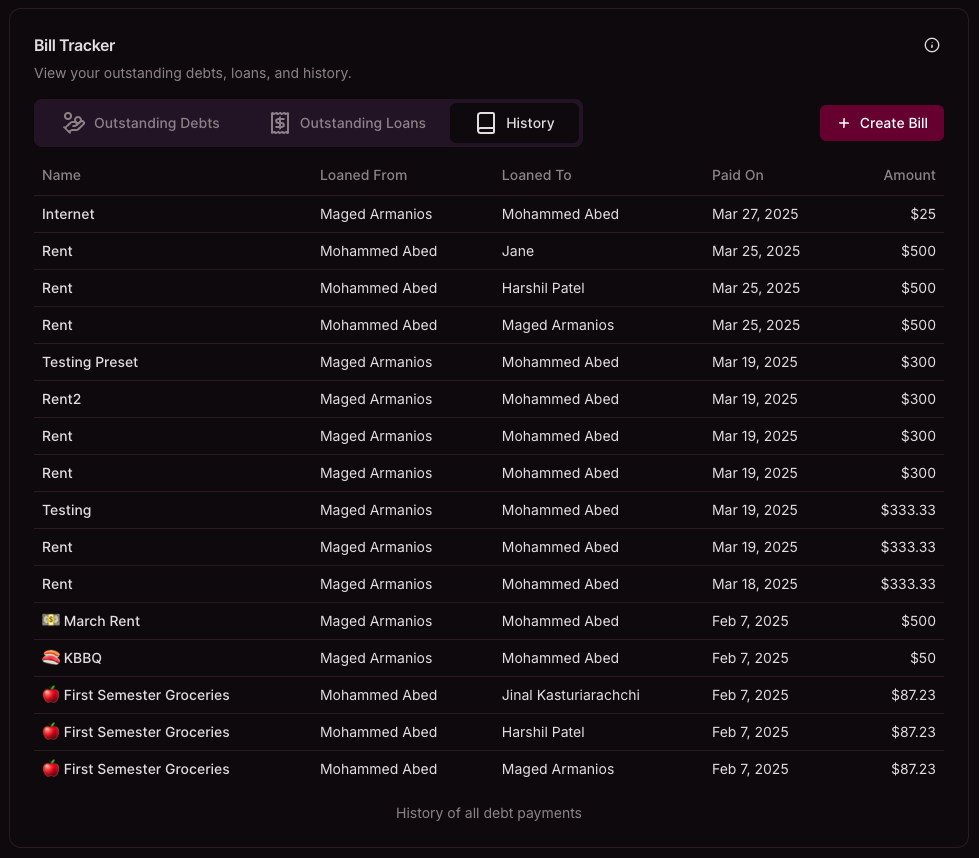 Bill Tracker
View your outstanding debts, loans, and history.
Outstanding Debts Outstanding Loans History + Create Bill
Name Loaned From Loaned To Paid On Amount
Internet Maged Armanios Mohammed Abed Mar 27, 2025 $25
Rent Mohammed Abed Jane Mar 25, 2025 $500
Rent Mohammed Abed Harshil Patel Mar 25, 2025 $500
Rent Mohammed Abed Maged Armanios Mar 25, 2025 $500
Testing Preset Maged Armanios Mohammed Abed Mar 19, 2025 $300
Rent2 Maged Armanios Mohammed Abed Mar 19, 2025 $300
Rent Maged Armanios Mohammed Abed Mar 19, 2025 $300
Rent Maged Armanios Mohammed Abed Mar 19, 2025 $300
Testing Maged Armanios Mohammed Abed Mar 19, 2025 $333.33
Rent Maged Armanios Mohammed Abed Mar 19, 2025 $333.33
Rent Maged Armanios Mohammed Abed Mar 18, 2025 $333.33
💵 March Rent Maged Armanios Mohammed Abed Feb 7, 2025 $500
🍣 KBBQ Maged Armanios Mohammed Abed Feb 7, 2025 $50
🍎 First Semester Groceries Mohammed Abed Jinal Kasturiarachchi Feb 7, 2025 $87.23
🍎 First Semester Groceries Mohammed Abed Harshil Patel Feb 7, 2025 $87.23
🍎 First Semester Groceries Mohammed Abed Maged Armanios Feb 7, 2025 $87.23
History of all debt payments